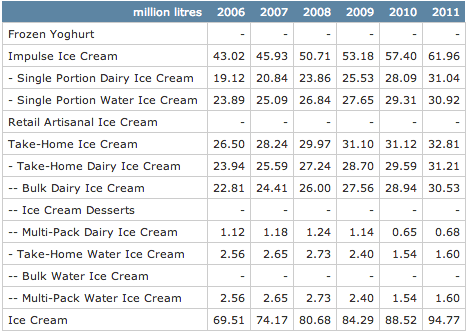 million litres 2006 2007 2008 2009 2010 2011
Frozen Yoghurt - - - - - -
Impulse Ice Cream 43.02 45.93 50.71 53.18 57.40 61.96
- Single Portion Dairy Ice Cream 19.12 20.84 23.86 25.53 28.09 31.04
- Single Portion Water Ice Cream 23.89 25.09 26.84 27.65 29.31 30.92
Retail Artisanal Ice Cream - - - - - -
Take-Home Ice Cream 26.50 28.24 29.97 31.10 31.12 32.81
- Take-Home Dairy Ice Cream 23.94 25.59 27.24 28.70 29.59 31.21
-- Bulk Dairy Ice Cream 22.81 24.41 26.00 27.56 28.94 30.53
-- Ice Cream Desserts - - - - - -
-- Multi-Pack Dairy Ice Cream 1.12 1.18 1.24 1.14 0.65 0.68
- Take-Home Water Ice Cream 2.56 2.65 2.73 2.40 1.54 1.60
-- Bulk Water Ice Cream - - - - - -
-- Multi-Pack Water Ice Cream 2.56 2.65 2.73 2.40 1.54 1.60
Ice Cream 69.51 74.17 80.68 84.29 88.52 94.77